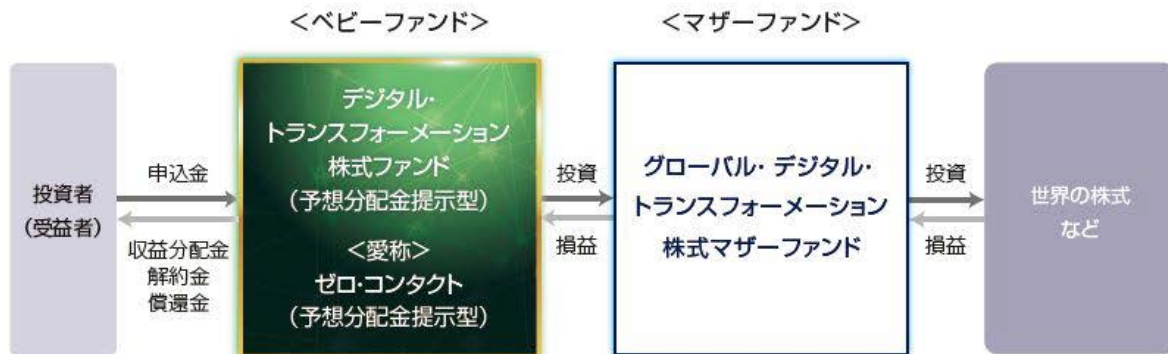 ＜ベビーファンド＞
＜マザーファンド＞
投資者
（受益者）
申込金
収益分配金
解約金
償還金
デジタル・
トランスフォーメーション
株式ファンド
（予想分配金提示型）
＜愛称＞
ゼロ・コンタクト
（予想分配金提示型）
投資
損益
グローバル・デジタル・
トランスフォーメーション
株式マザーファンド
投資
損益
世界の株式
など